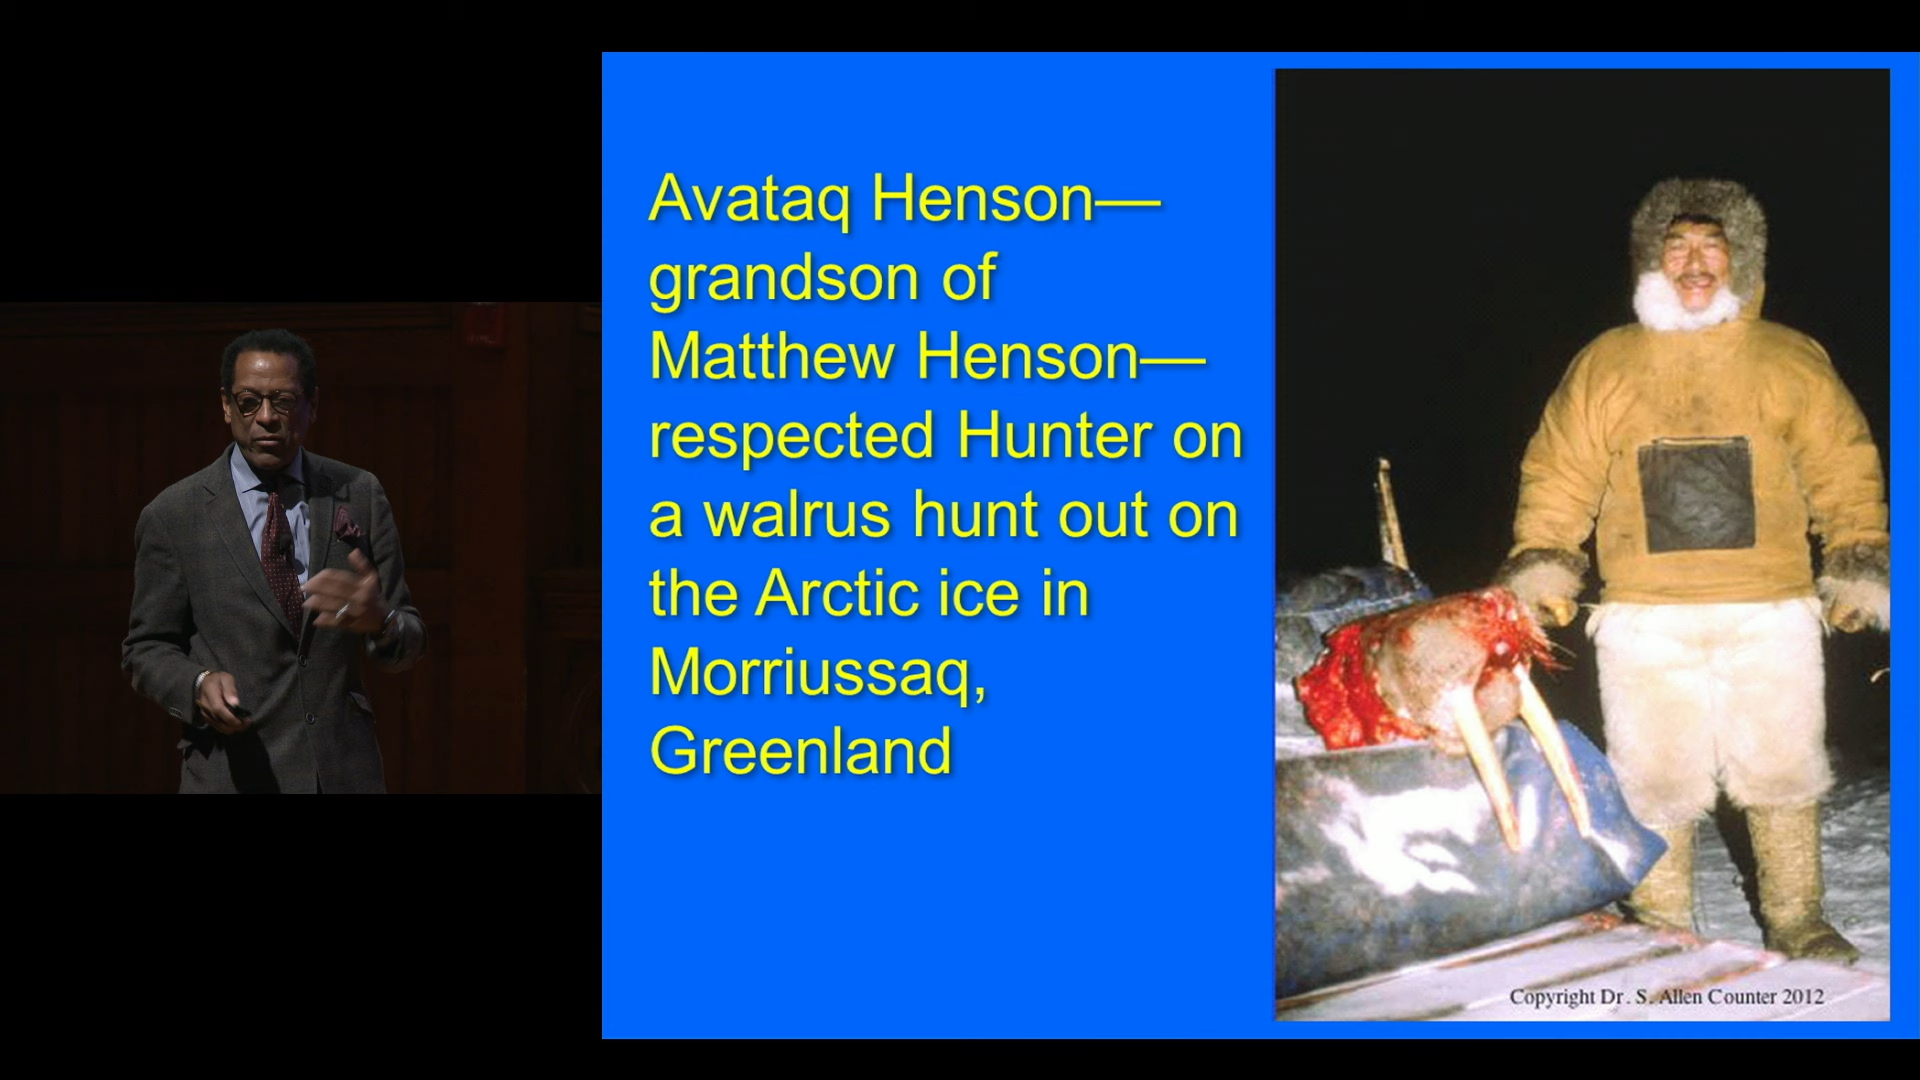 Avataq Henson—
grandson of
Matthew Henson—
respected Hunter on
a walrus hunt out on
the Arctic ice in
Morriussaq,
Greenland
Copyright Dr. S. Allen Counter 2012